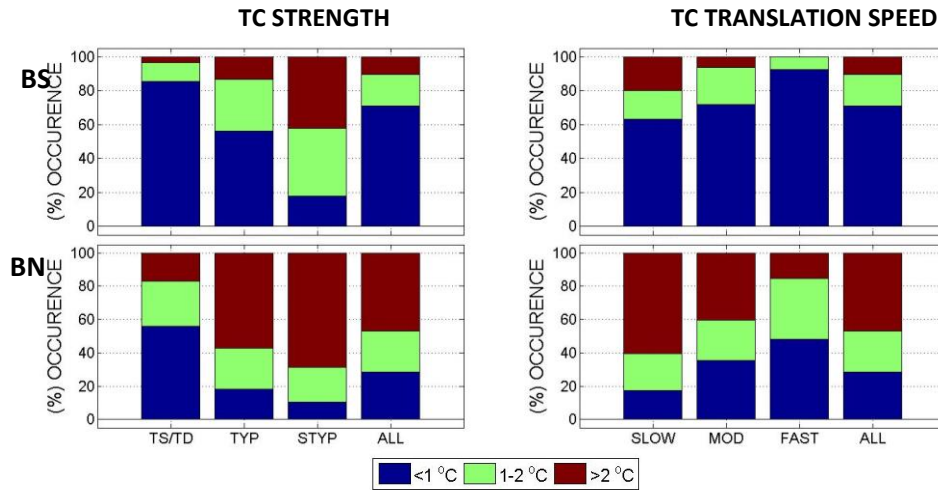 TC STRENGTH
TC TRANSLATION SPEED
BS
(%) OCCURENCE
100
80
60
40
20
0
(%) OCCURENCE
100
80
60
40
20
0
BN
(%) OCCURENCE
100
80
60
40
20
0
TS/TD TYP STYP ALL
(%) OCCURENCE
100
80
60
40
20
0
SLOW MOD FAST ALL
<1 °C 1-2 °C >2 °C